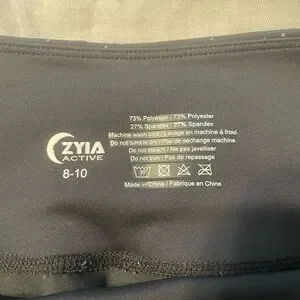 ZYIA
ACTIVE
8-10
73% Polyester / 73% Polyester
27% Spandex / 27% Spandex
Machine wash cold / Lavage en machine à froid
Do not tumble dry / Pas de sechange machine
Do not bleach / Ne pas javelliser
Do not iron / Pas de repassage
Made in China / Fabrique en Chine